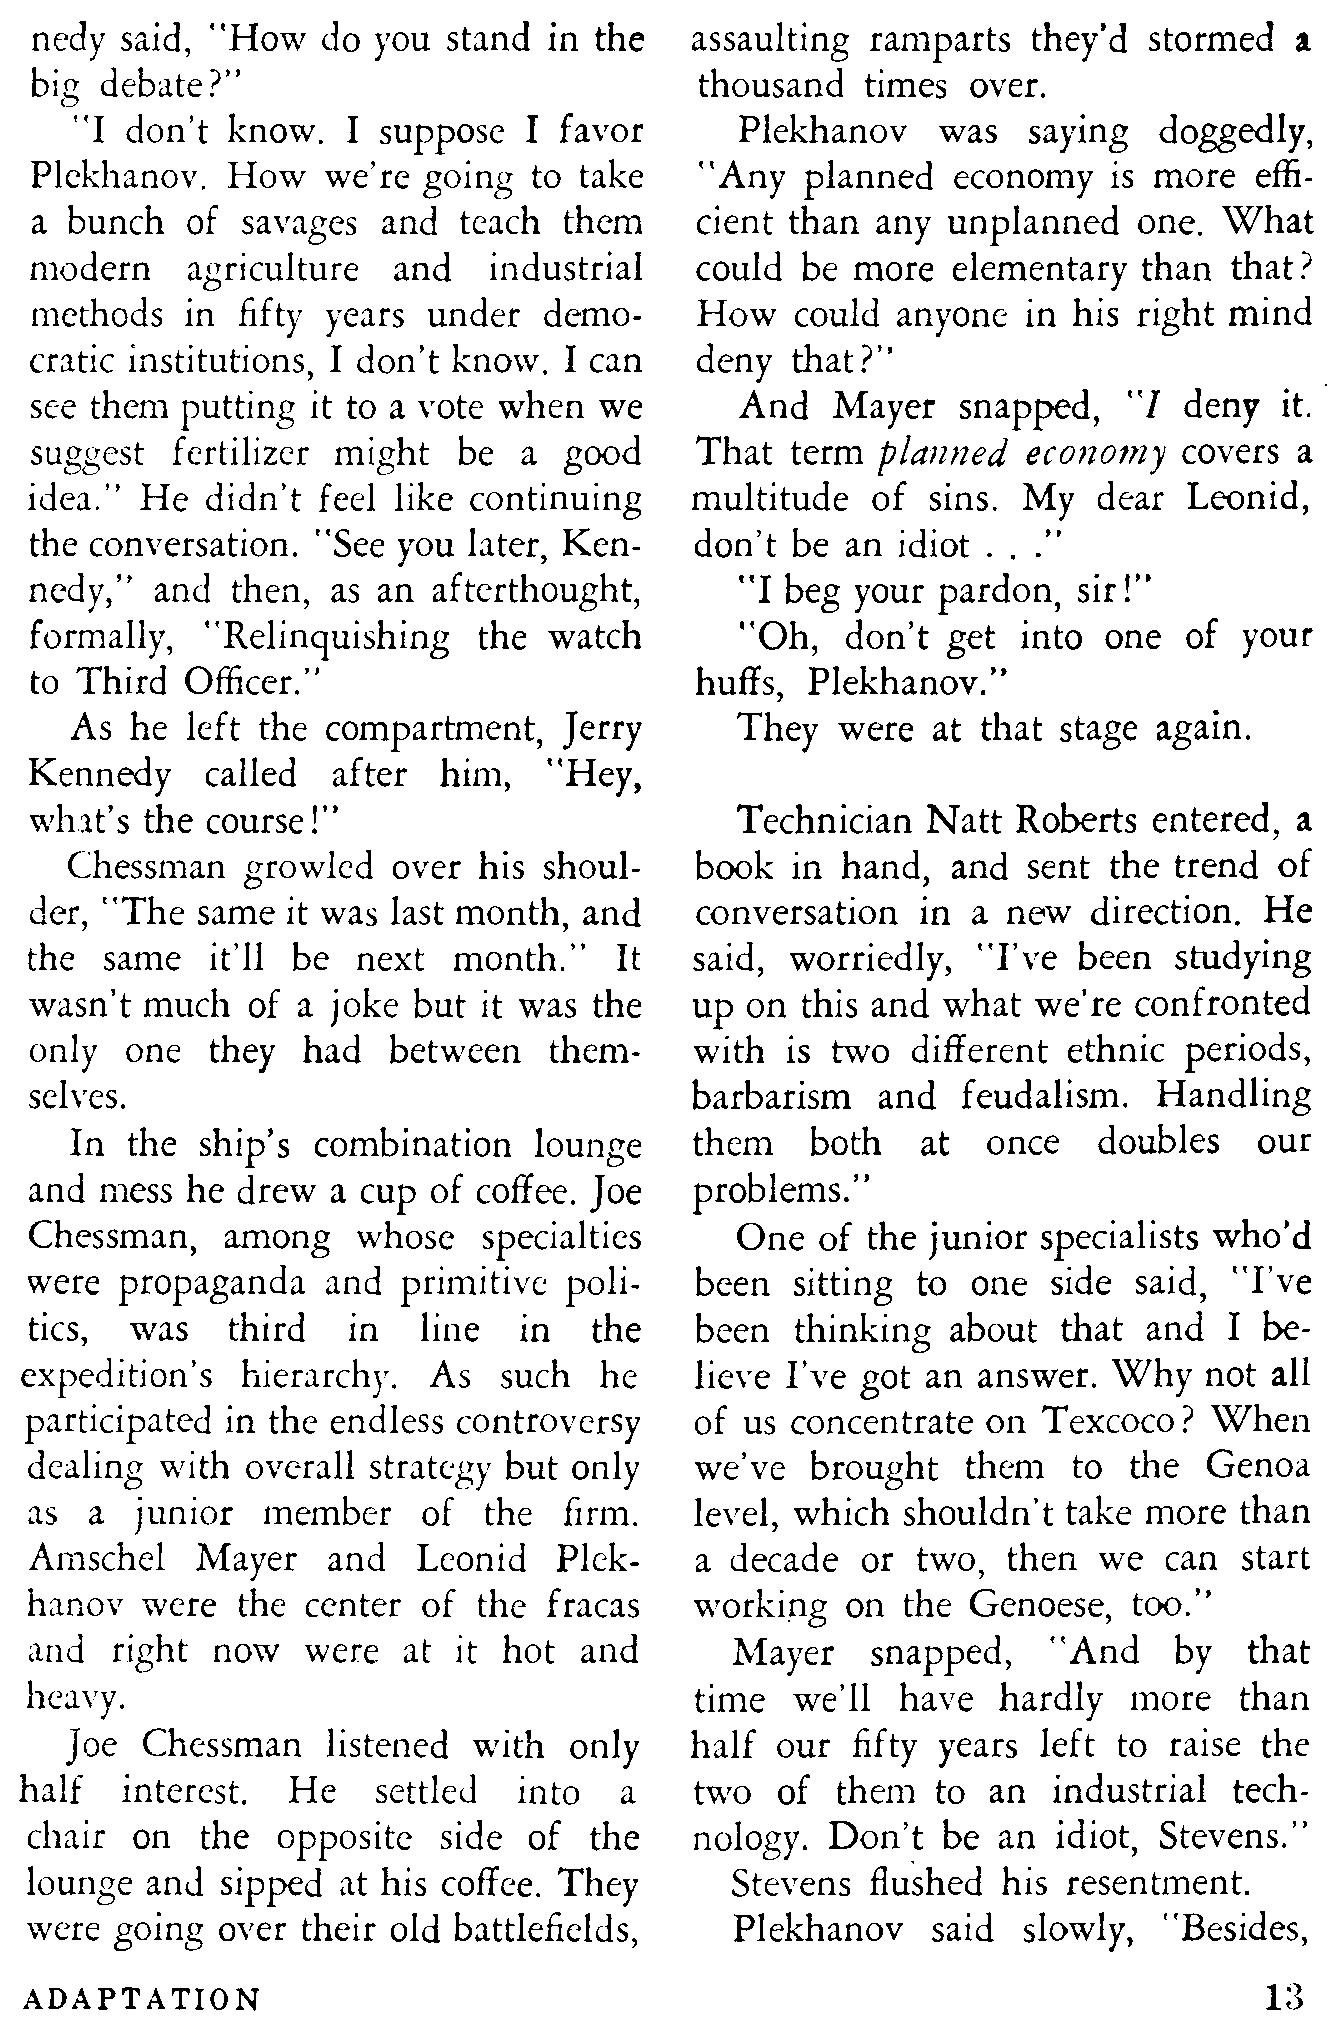 nedy said, "How do you stand in the
big debate?"
"I don't know. I suppose I favor
Plekhanov. How we're going to take
a bunch of savages and teach them
modern agriculture and industrial
methods in fifty years under demo-
cratic institutions, I don't know. I can
see them putting it to a vote when we
suggest fertilizer might be a good
idea." He didn't feel like continuing
the conversation. "See you later, Ken-
nedy," and then, as an afterthought,
formally, "Relinquishing the watch
to Third Officer."
As he left the compartment, Jerry
Kennedy called after him, "Hey,
what's the course!"
Chessman growled over his shoul-
der, "The same it was last month, and
the same it'll be next month." It
wasn't much of a joke but it was the
only one they had between them-
selves.
In the ship's combination lounge
and mess he drew a cup of coffee. Joe
Chessman, among whose specialties
were propaganda and primitive poli-
tics, was third in line in the
expedition's hierarchy. As such he
participated in the endless controversy
dealing with overall strategy but only
as a junior member of the firm.
Amschel Mayer and Leonid Plek-
hanov were the center of the fracas
and right now were at it hot and
heavy.
Joe Chessman listened with only
half interest. He settled into a
chair on the opposite side of the
lounge and sipped at his coffee. They
were going over their old battlefields,
assaulting ramparts they'd stormed a
thousand times over.
Plekhanov was saying doggedly,
"Any planned economy is more effi-
cient than any unplanned one. What
could be more elementary than that?
How could anyone in his right mind
deny that?"
And Mayer snapped, "I deny it.
That term planned economy covers a
multitude of sins. My dear Leonid,
don't be an idiot . . ."
"I beg your pardon, sir!"
"Oh, don't get into one of your
huffs, Plekhanov."
They were at that stage again.
Technician Natt Roberts entered, a
book in hand, and sent the trend of
conversation in a new direction. He
said, worriedly, "I've been studying
up on this and what we're confronted
with is two different ethnic periods,
barbarism and feudalism. Handling
them both at once doubles our
problems."
One of the junior specialists who'd
been sitting to one side said, "I've
been thinking about that and I be-
lieve I've got an answer. Why not all
of us concentrate on Texcoco? When
we've brought them to the Genoa
level, which shouldn't take more than
a decade or two, then we can start
working on the Genoese, too."
Mayer snapped, "And by that
time we'll have hardly more than
half our fifty years left to raise the
two of them to an industrial tech-
nology. Don't be an idiot, Stevens."
Stevens flushed his resentment.
Plekhanov said slowly, "Besides,
ADAPTATION
13